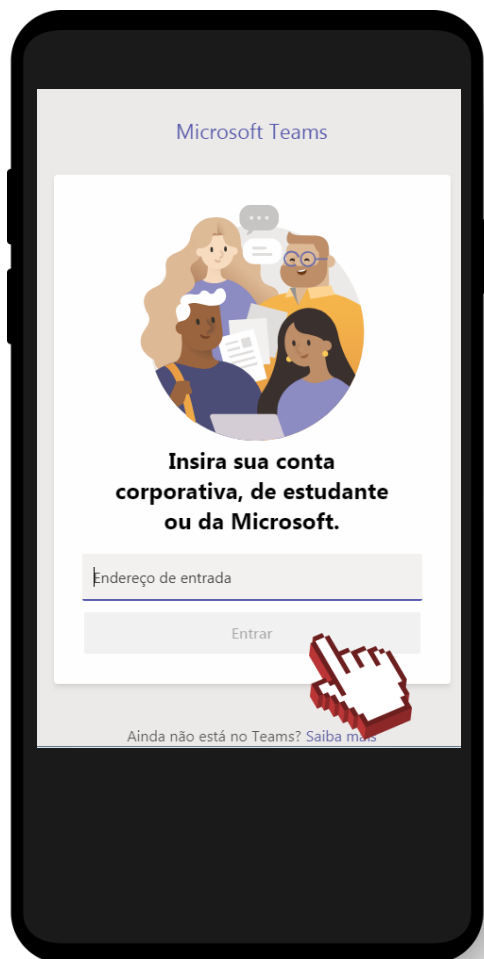 Microsoft Teams
Insira sua conta
corporativa, de estudante
ou da Microsoft.
Endereço de entrada
Entrar
Ainda não está no Teams? Saiba mais